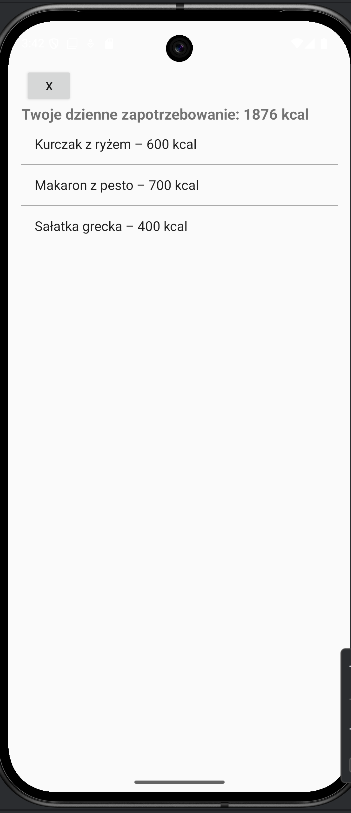 X
Twoje dzienne zapotrzebowanie: 1876 kcal
Kurczak z ryżem – 600 kcal
Makaron z pesto – 700 kcal
Sałatka grecka – 400 kcal